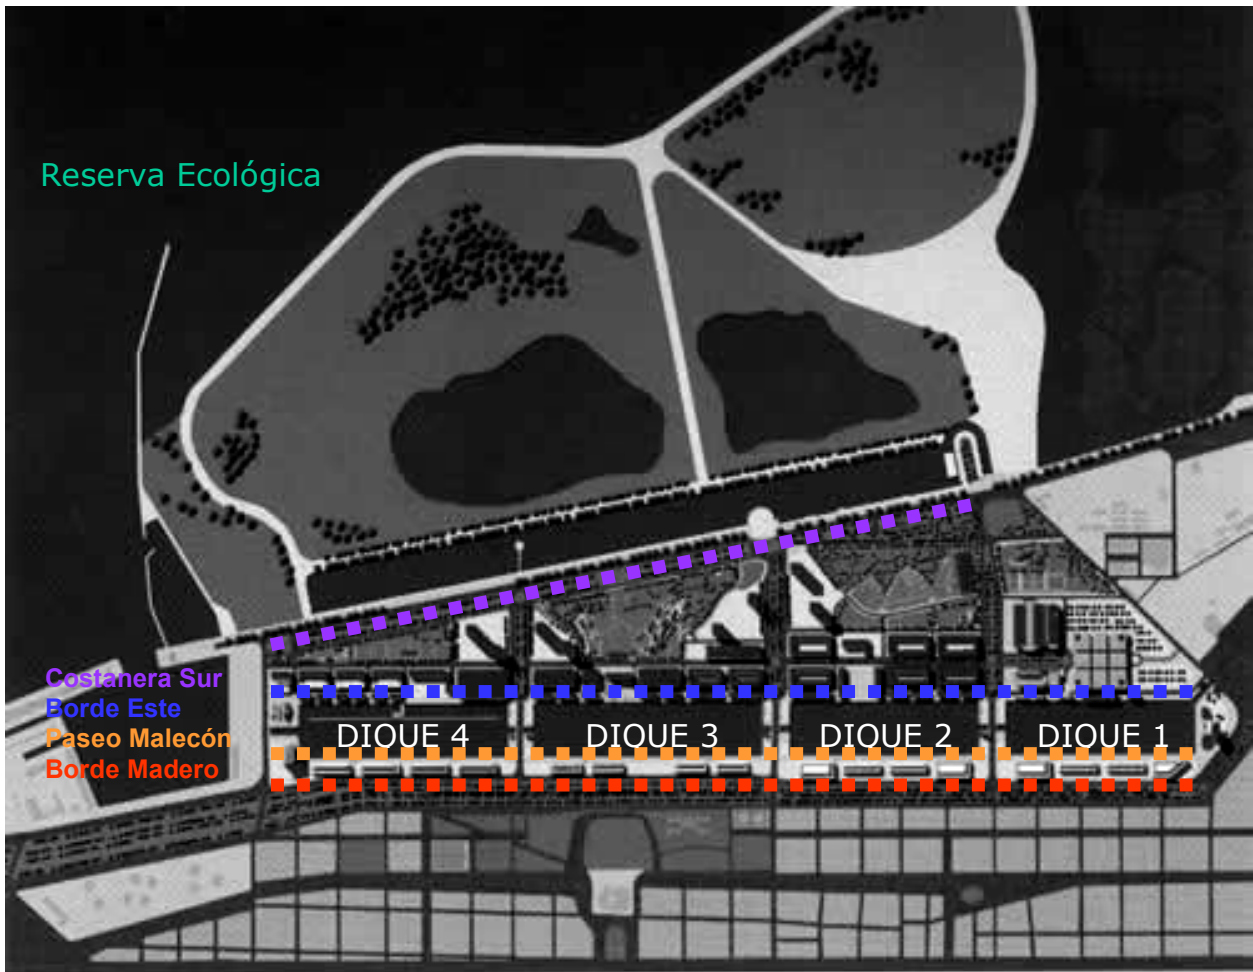 Reserva Ecológica
Costanera Sur
Borde Este
Paseo Malecón
Borde Madero
DIQUE 4
DIQUE 3
DIQUE 2
DIQUE 1